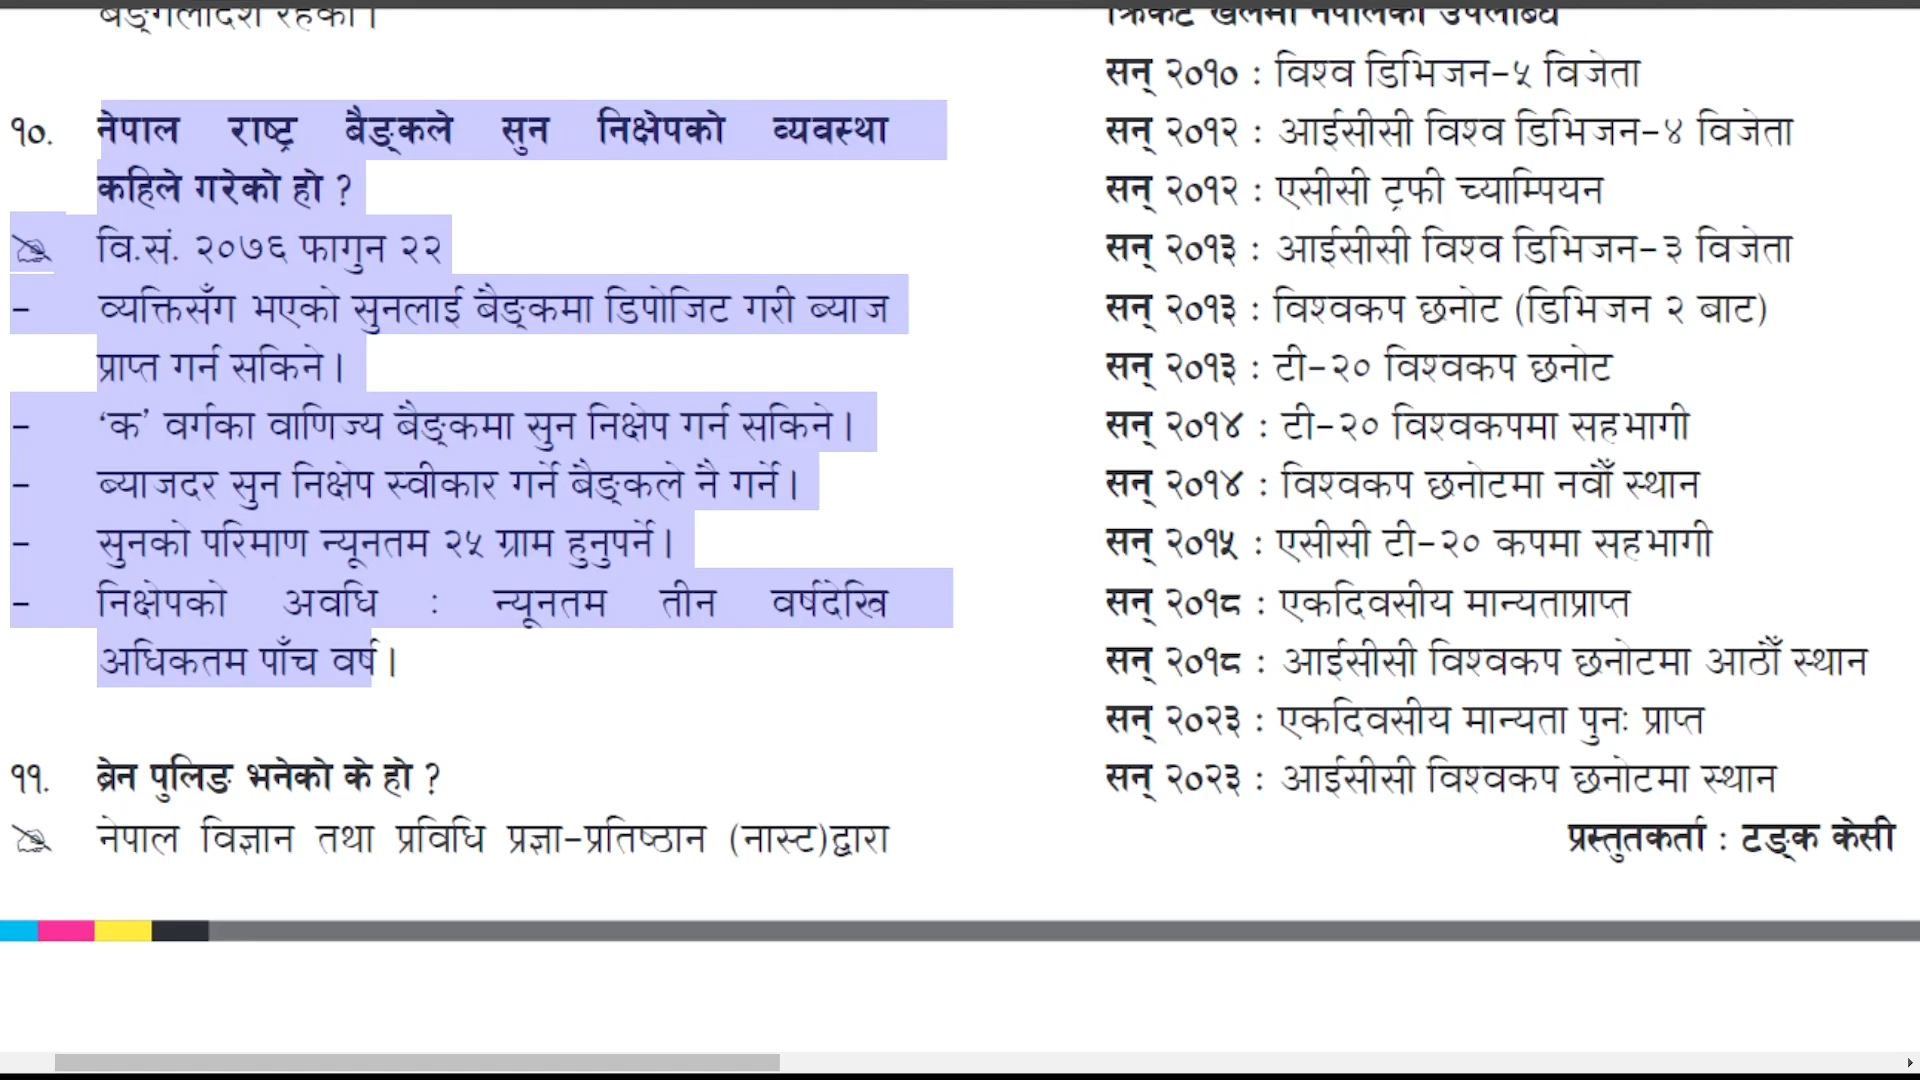 बङ्गलादेश रहेको।
१०. नेपाल राष्ट्र बैङ्कले सुन निक्षेपको व्यवस्था
कहिले गरेको हो ?
वि.सं. २०७६ फागुन २२
- व्यक्तिसँग भएको सुनलाई बैङ्कमा डिपोजिट गरी ब्याज
प्राप्त गर्न सकिने।
- ‘क’ वर्गका वाणिज्य बैङ्कमा सुन निक्षेप गर्न सकिने।
- ब्याजदर सुन निक्षेप स्वीकार गर्ने बैङ्कले नै गर्ने।
- सुनको परिमाण न्यूनतम २५ ग्राम हुनुपर्ने।
- निक्षेपको अवधि : न्यूनतम तीन वर्षदेखि
अधिकतम पाँच वर्ष।
११. ब्रेन पुलिङ भनेको के हो ?
नेपाल विज्ञान तथा प्रविधि प्रज्ञा-प्रतिष्ठान (नास्ट)द्वारा
क्रिकेट खेलमा नेपालको उपलब्धि
सन् २०१० : विश्व डिभिजन-५ विजेता
सन् २०१२ : आईसीसी विश्व डिभिजन-४ विजेता
सन् २०१२ : एसीसी ट्रफी च्याम्पियन
सन् २०१३ : आईसीसी विश्व डिभिजन-३ विजेता
सन् २०१३ : विश्वकप छनोट (डिभिजन २ बाट)
सन् २०१३ : टी-२० विश्वकप छनोट
सन् २०१४ : टी-२० विश्वकपमा सहभागी
सन् २०१४ : विश्वकप छनोटमा नवौँ स्थान
सन् २०१५ : एसीसी टी-२० कपमा सहभागी
सन् २०१८ : एकदिवसीय मान्यताप्राप्त
सन् २०१८ : आईसीसी विश्वकप छनोटमा आठौँ स्थान
सन् २०२३ : एकदिवसीय मान्यता पुनः प्राप्त
सन् २०२३ : आईसीसी विश्वकप छनोटमा स्थान
प्रस्तुतकर्ता : टङ्क केसी